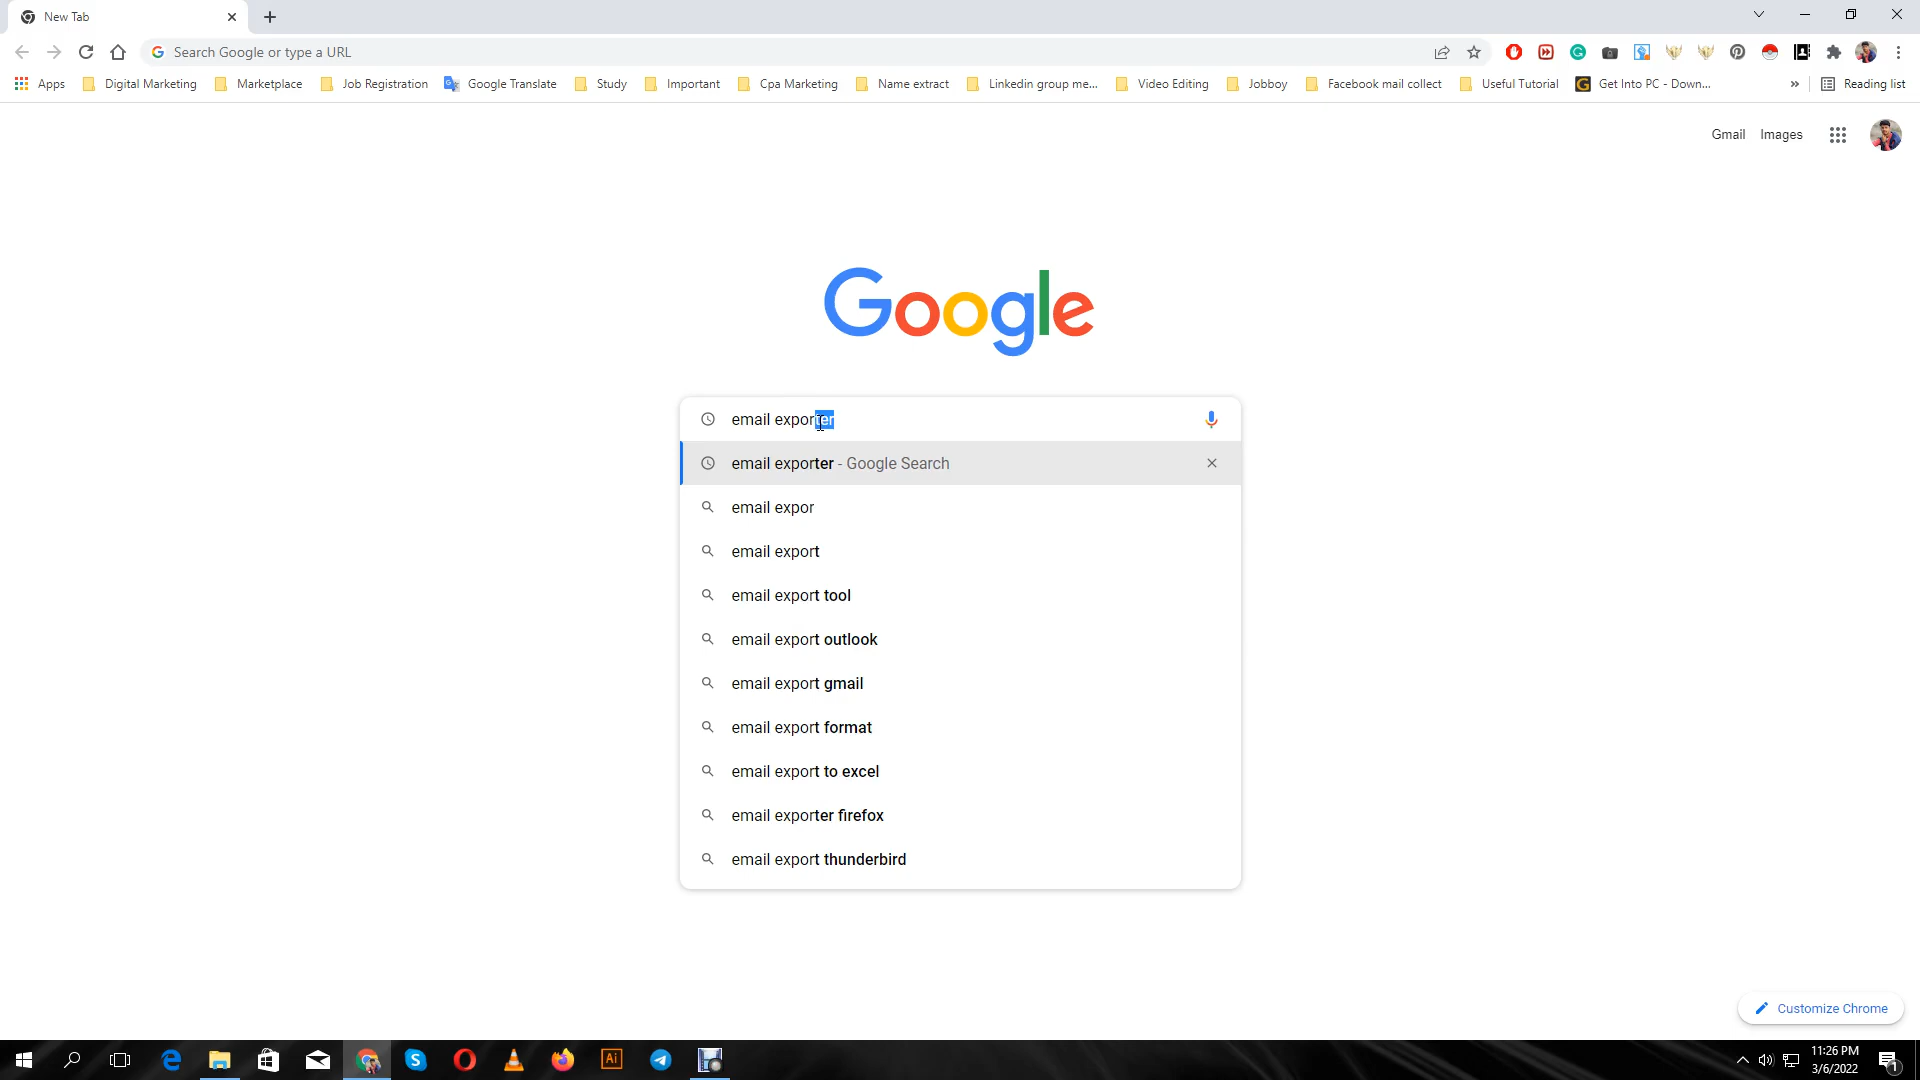 New Tab
Search Google or type a URL
Apps Digital Marketing Marketplace Job Registration Google Translate Study Important Cpa Marketing Name extract Linkedin group me... Video Editing Jobboy Facebook mail collect Useful Tutorial Get Into PC - Down... » Reading list
Gmail Images
Google
email exporter
email exporter - Google Search
email expor
email export
email export tool
email export outlook
email export gmail
email export format
email export to excel
email exporter firefox
email export thunderbird
Customize Chrome
11:26 PM
3/6/2022
1